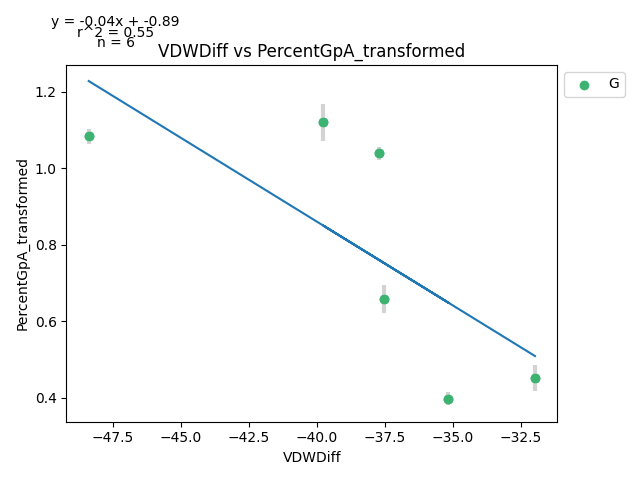 y = -0.04x + -0.89
r^2 = 0.55
n = 6
VDWDiff vs PercentGpA_transformed
G
PercentGpA_transformed
1.2
1.0
0.8
0.6
0.4
−47.5 −45.0 −42.5 −40.0 −37.5 −35.0 −32.5
VDWDiff